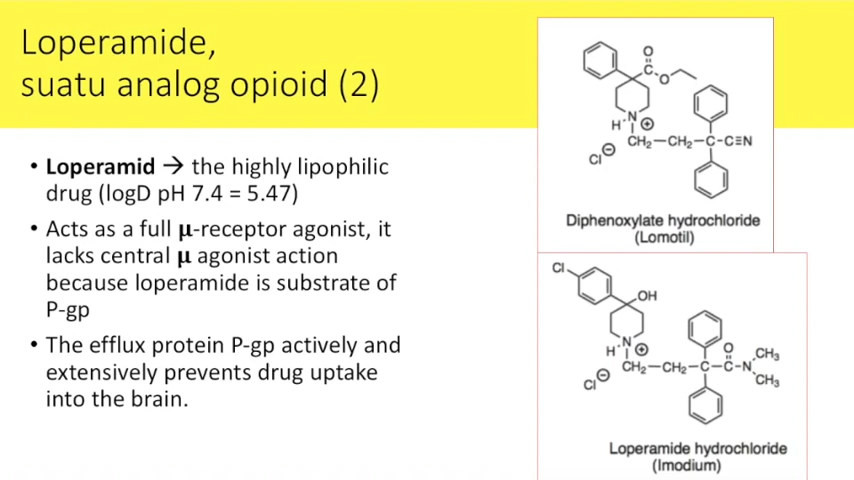 Loperamide,
suatu analog opioid (2)
• Loperamid → the highly lipophilic
drug (logD pH 7.4 = 5.47)
• Acts as a full μ-receptor agonist, it
lacks central μ agonist action
because loperamide is substrate of
P-gp
• The efflux protein P-gp actively and
extensively prevents drug uptake
into the brain.
O
C
O
N
H
⊕
CH₂—CH₂—C—C≡N
Cl⊖
Diphenoxylate hydrochloride
(Lomotil)
Cl
OH
N
H
⊕
O
CH₃
CH₂—CH₂—C—C—N
CH₃
Cl⊖
Loperamide hydrochloride
(Imodium)